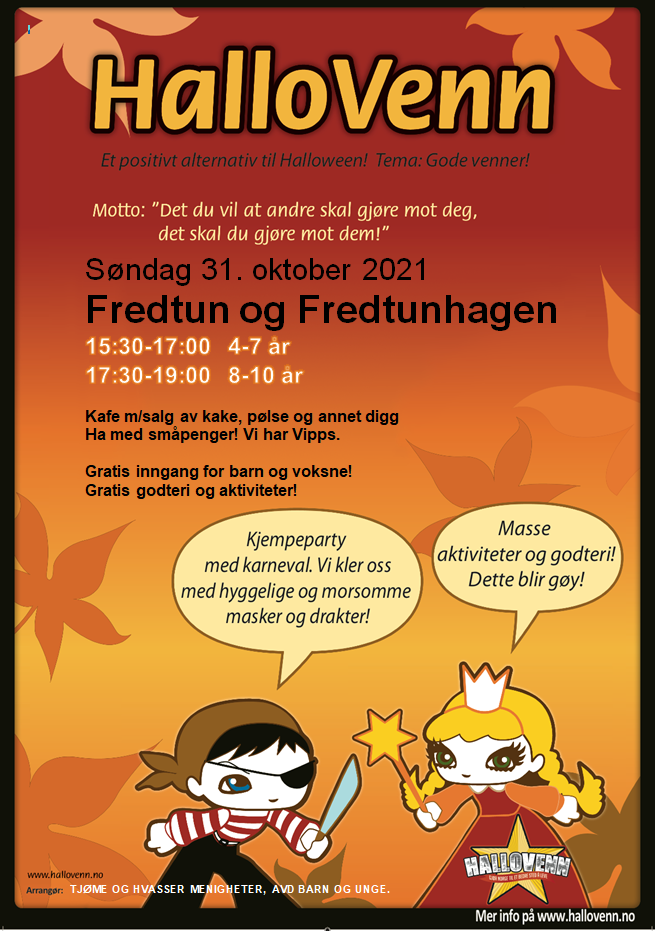 HalloVenn
Et positivt alternativ til Halloween! Tema: Gode venner!
Motto: "Det du vil at andre skal gjøre mot deg,
det skal du gjøre mot dem!"
Søndag 31. oktober 2021
Fredtun og Fredtunhagen
15:30-17:00 4-7 år
17:30-19:00 8-10 år
Kafe m/salg av kake, pølse og annet digg
Ha med småpenger! Vi har Vipps.
Gratis inngang for barn og voksne!
Gratis godteri og aktiviteter!
Kjempeparty
med karneval. Vi kler oss
med hyggelige og morsomme
masker og drakter!
Masse
aktiviteter og godteri!
Dette blir gøy!
HALLOVENN
www.hallovenn.no
Arrangør: TJØME OG HVASSER MENIGHETER, AVD BARN OG UNGE.
Mer info på www.hallovenn.no